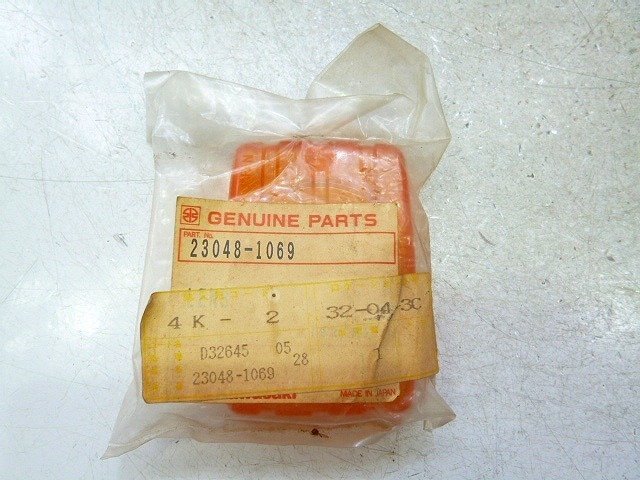 GENUINE PARTS
PART No.
23048-1069
4K-2 32-04-3C
D32645 05 28 1
23048-1069
MADE IN JAPAN